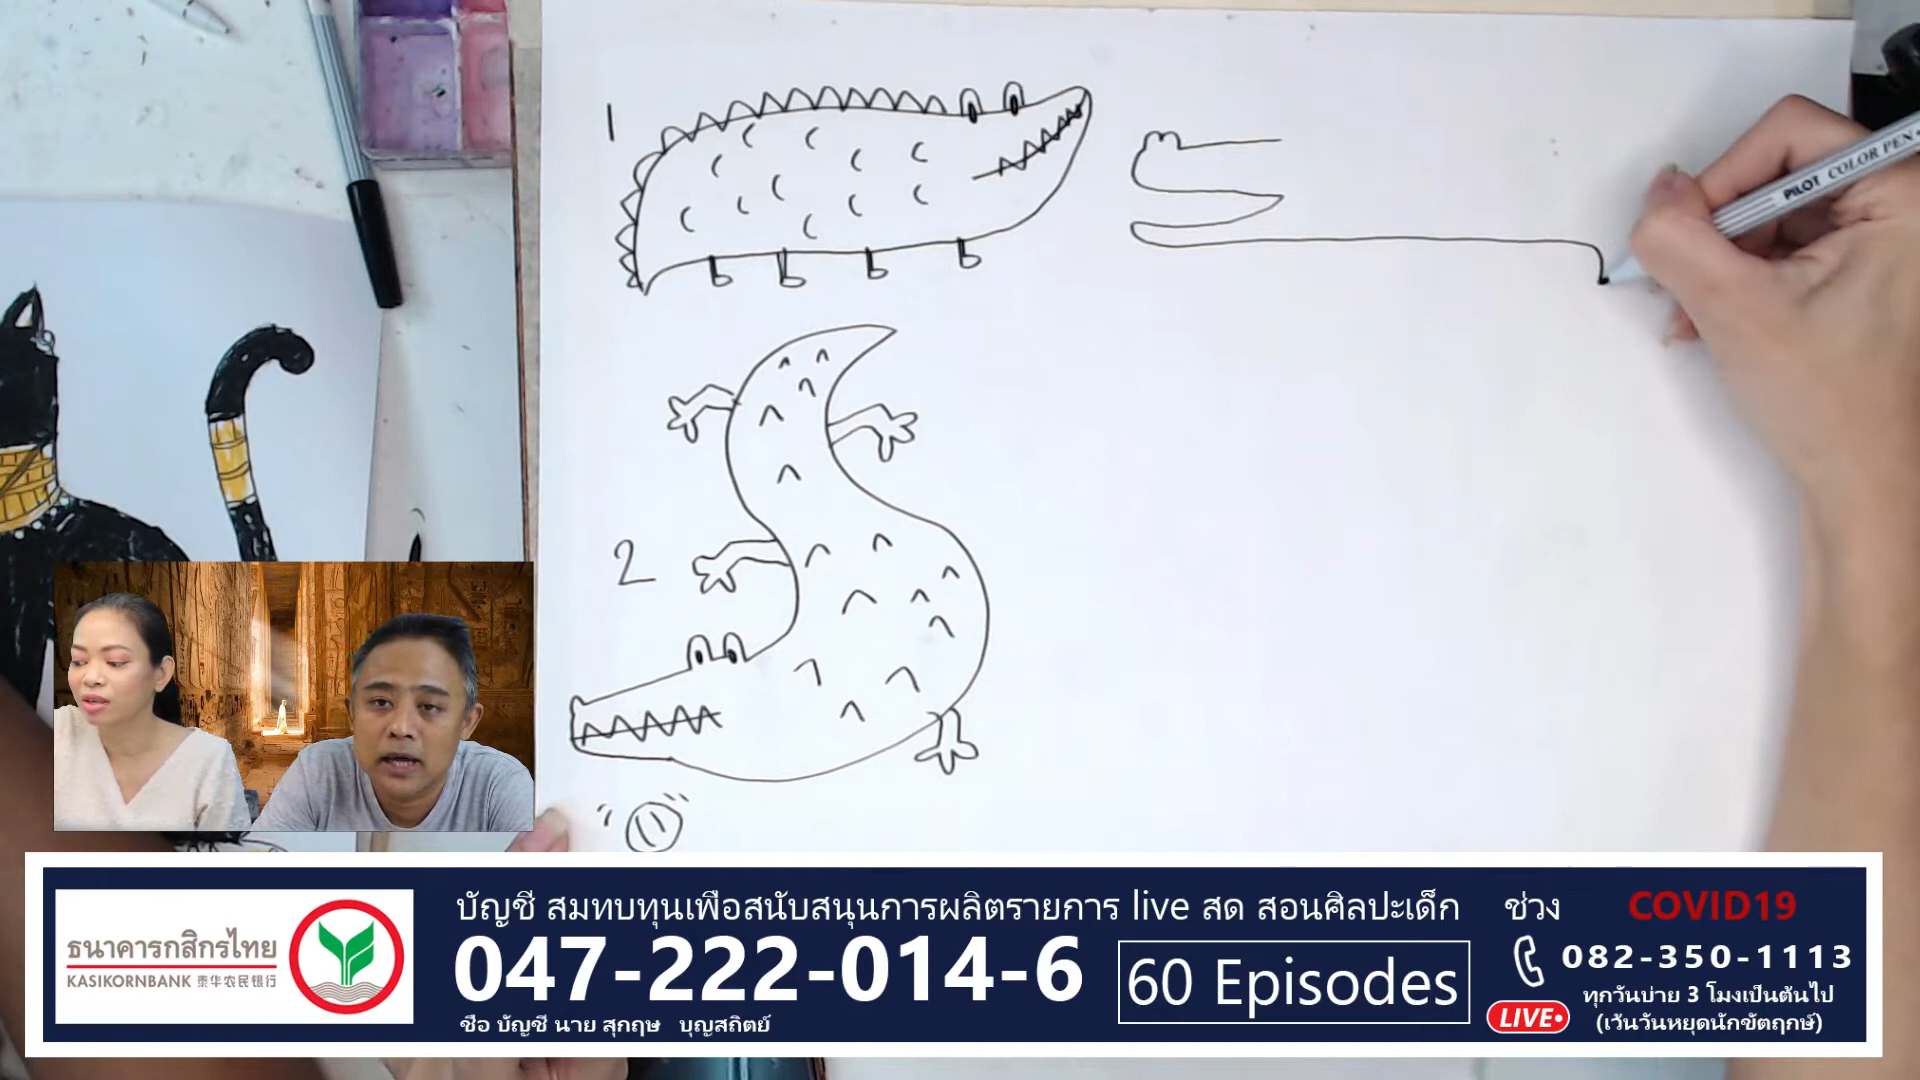 1
2
PILOT COLOR PEN
ธนาคารกสิกรไทย
KASIKORNBANK 泰华农民银行
บัญชี สมทบทุนเพื่อสนับสนุนการผลิตรายการ live สด สอนศิลปะเด็ก ช่วง COVID19
047-222-014-6
60 Episodes
082-350-1113
ชื่อ บัญชี นาย สุกฤษ บุญสถิตย์
LIVE
ทุกวันบ่าย 3 โมงเป็นต้นไป
(เว้นวันหยุดนักขัตฤกษ์)